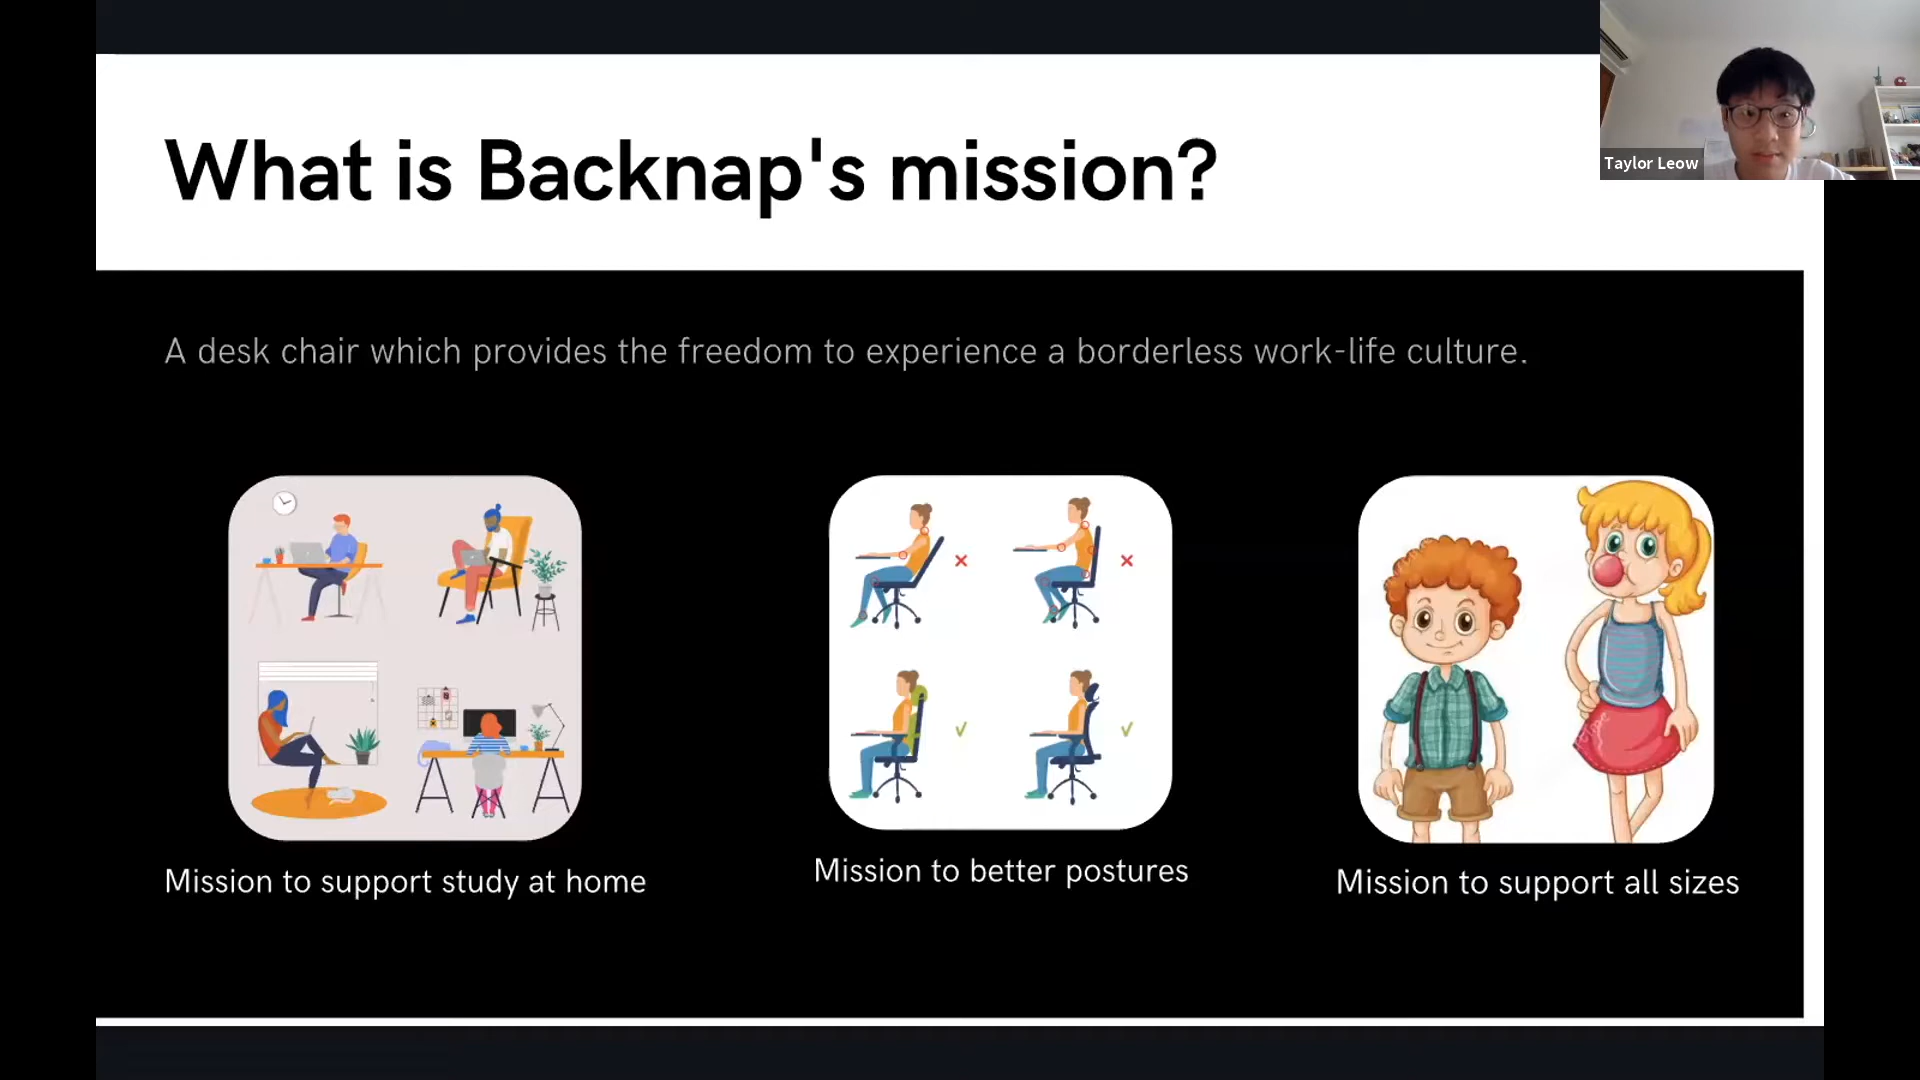 What is Backnap's mission?
Taylor Leow
A desk chair which provides the freedom to experience a borderless work-life culture.
Mission to support study at home
Mission to better postures
Mission to support all sizes